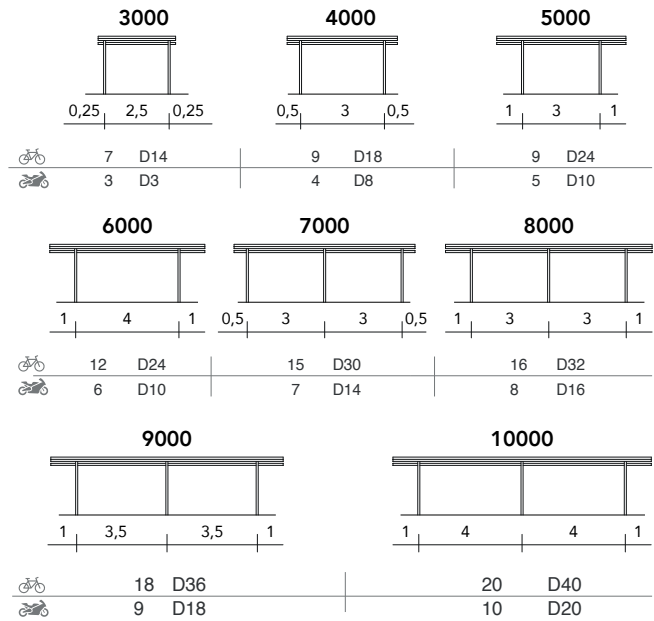 3000 4000 5000
0,25 2,5 0,25 0,5 3 0,5 1 3 1
7 D14 9 D18 9 D24
3 D3 4 D8 5 D10
6000 7000 8000
1 4 1 0,5 3 3 0,5 1 3 3 1
12 D24 15 D30 16 D32
6 D10 7 D14 8 D16
9000 10000
1 3,5 3,5 1 1 4 4 1
18 D36 20 D40
9 D18 10 D20